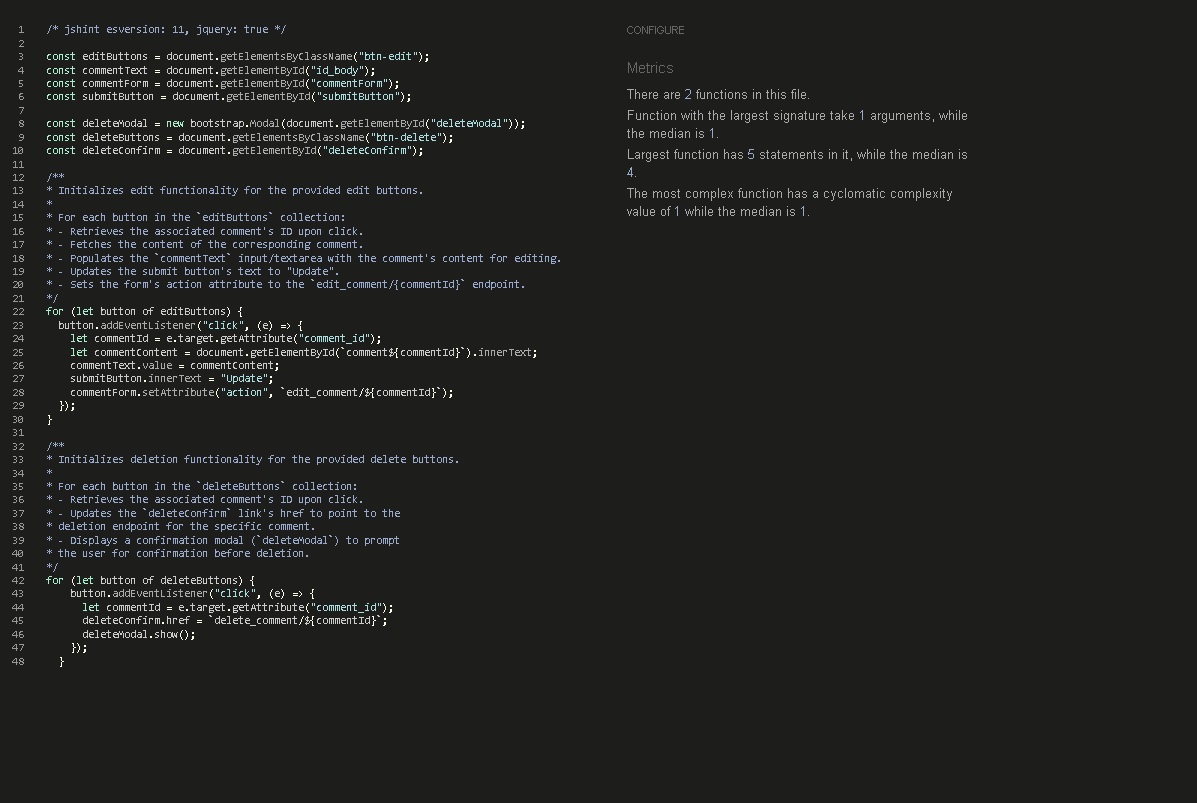 1 /* jshint esversion: 11, jquery: true */
2
3 const editButtons = document.getElementsByClassName("btn-edit");
4 const commentText = document.getElementById("id_body");
5 const commentForm = document.getElementById("commentForm");
6 const submitButton = document.getElementById("submitButton");
7
8 const deleteModal = new bootstrap.Modal(document.getElementById("deleteModal"));
9 const deleteButtons = document.getElementsByClassName("btn-delete");
10 const deleteConfirm = document.getElementById("deleteConfirm");
11
12 /**
13 * Initializes edit functionality for the provided edit buttons.
14 *
15 * For each button in the `editButtons` collection:
16 * - Retrieves the associated comment's ID upon click.
17 * - Fetches the content of the corresponding comment.
18 * - Populates the `commentText` input/textarea with the comment's content for editing.
19 * - Updates the submit button's text to "Update".
20 * - Sets the form's action attribute to the `edit_comment/{commentId}` endpoint.
21 */
22 for (let button of editButtons) {
23 button.addEventListener("click", (e) => {
24 let commentId = e.target.getAttribute("comment_id");
25 let commentContent = document.getElementById(`comment${commentId}`).innerText;
26 commentText.value = commentContent;
27 submitButton.innerText = "Update";
28 commentForm.setAttribute("action", `edit_comment/${commentId}`);
29 });
30 }
31
32 /**
33 * Initializes deletion functionality for the provided delete buttons.
34 *
35 * For each button in the `deleteButtons` collection:
36 * - Retrieves the associated comment's ID upon click.
37 * - Updates the `deleteConfirm` link's href to point to the
38 * deletion endpoint for the specific comment.
39 * - Displays a confirmation modal (`deleteModal`) to prompt
40 * the user for confirmation before deletion.
41 */
42 for (let button of deleteButtons) {
43 button.addEventListener("click", (e) => {
44 let commentId = e.target.getAttribute("comment_id");
45 deleteConfirm.href = `delete_comment/${commentId}`;
46 deleteModal.show();
47 });
48 }
CONFIGURE
Metrics
There are 2 functions in this file.
Function with the largest signature take 1 arguments, while
the median is 1.
Largest function has 5 statements in it, while the median is
4.
The most complex function has a cyclomatic complexity
value of 1 while the median is 1.